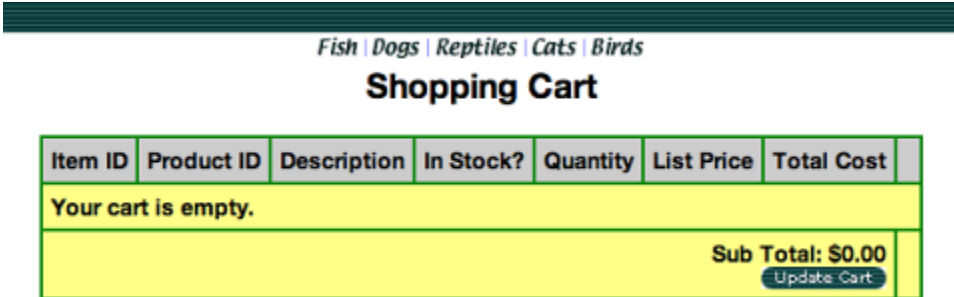 Fish | Dogs | Reptiles | Cats | Birds
Shopping Cart
Item ID Product ID Description In Stock? Quantity List Price Total Cost
Your cart is empty.
Sub Total: $0.00
Update Cart